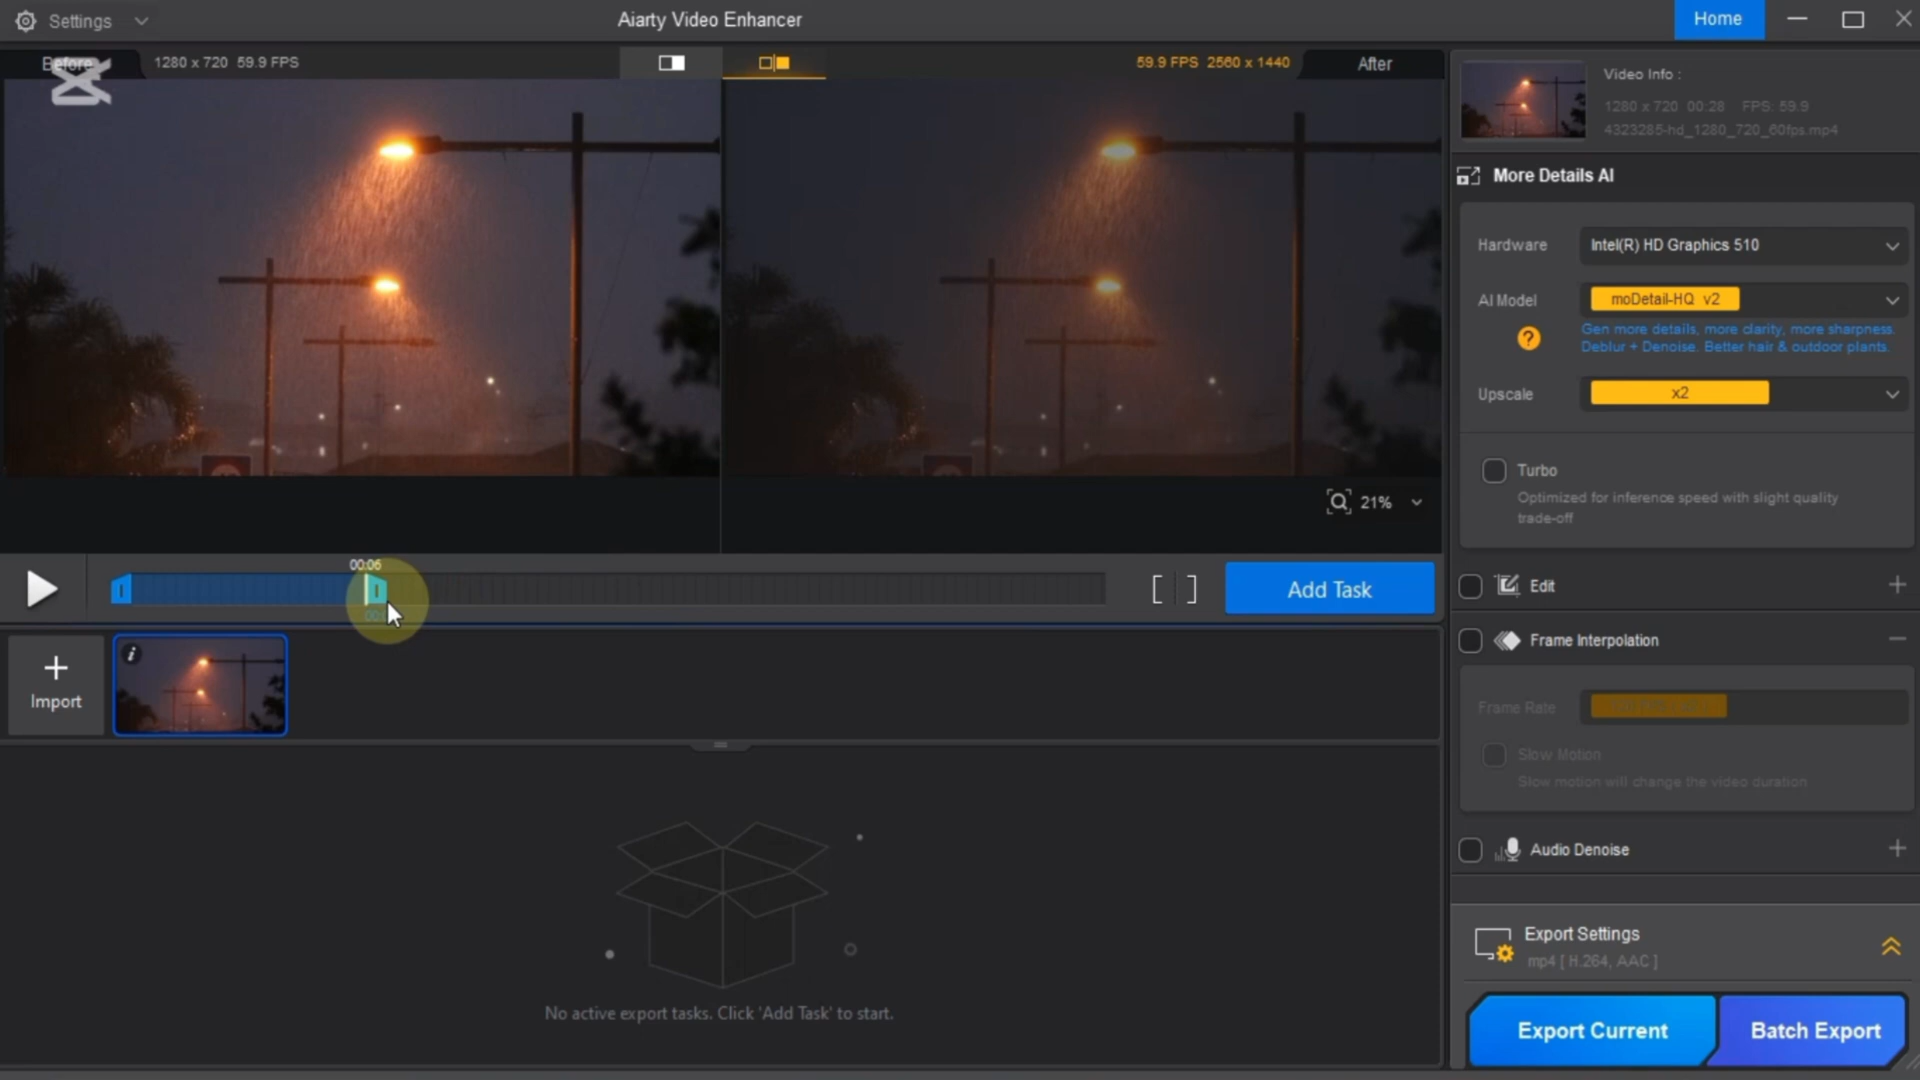 Settings
Aiarty Video Enhancer
Home
Before
1280 x 720 59.9 FPS
59.9 FPS 2560 x 1440
After
Video Info :
1280 x 720 00:28 FPS: 59.9
4323285-hd_1280_720_60fps.mp4
More Details AI
Hardware
Intel(R) HD Graphics 510
AI Model
moDetail-HQ v2
Gen more details, more clarity, more sharpness.
Deblur + Denoise. Better hair & outdoor plants.
Upscale
x2
Turbo
Optimized for inference speed with slight quality
trade-off
21%
00:06
Add Task
Edit
Frame Interpolation
Import
Frame Rate
Slow Motion
Slow motion will change the video duration
Audio Denoise
No active export tasks. Click 'Add Task' to start.
Export Settings
mp4 [ H.264, AAC ]
Export Current
Batch Export